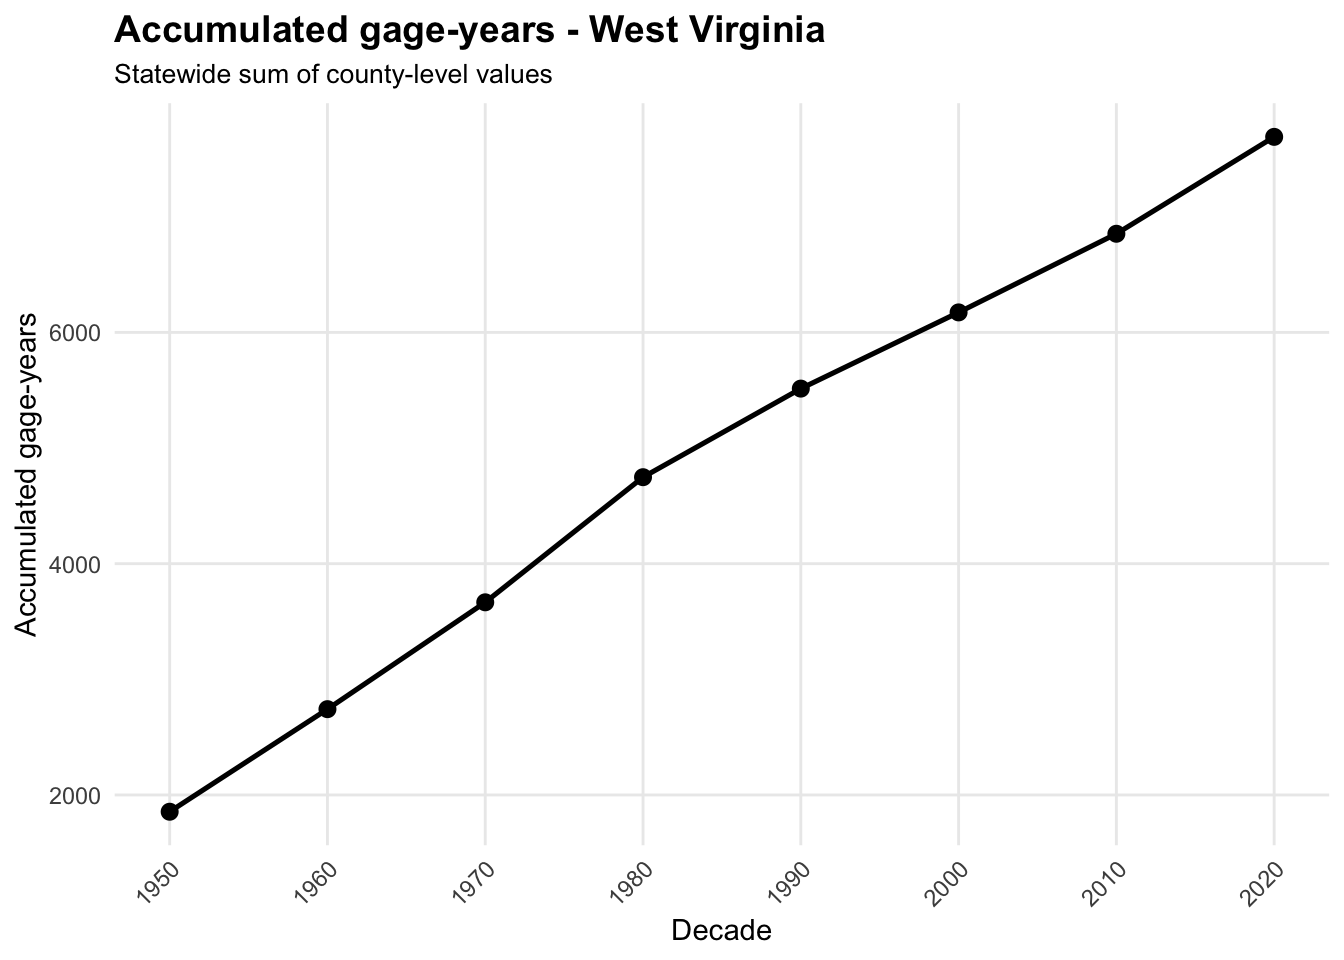 Accumulated gage-years - West Virginia
Statewide sum of county-level values
Accumulated gage-years
6000
4000
2000
1950
1960
1970
1980
1990
2000
2010
2020
Decade